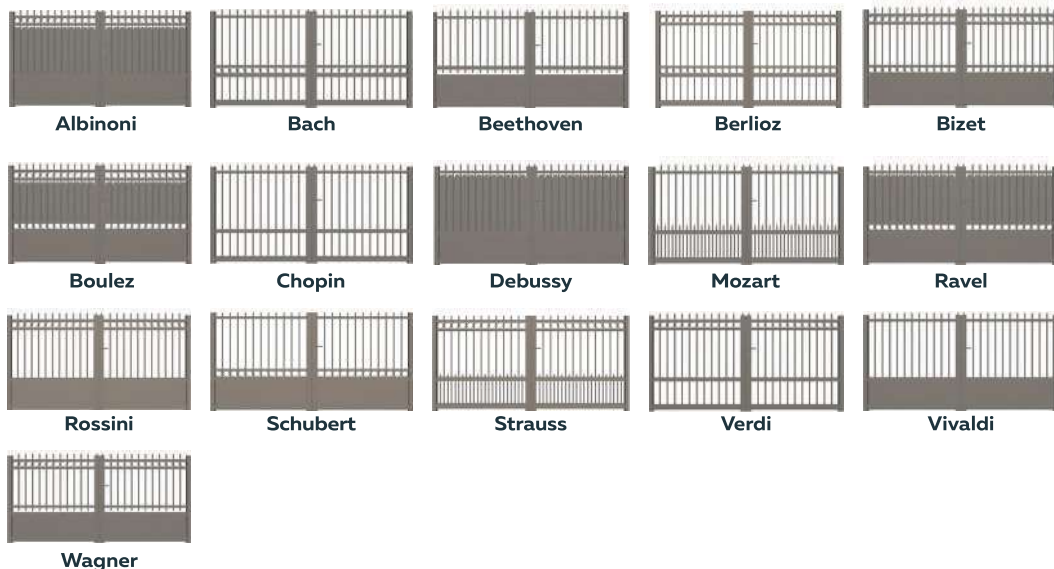 Albinoni
Bach
Beethoven
Berlioz
Bizet
Boulez
Chopin
Debussy
Mozart
Ravel
Rossini
Schubert
Strauss
Verdi
Vivaldi
Wagner